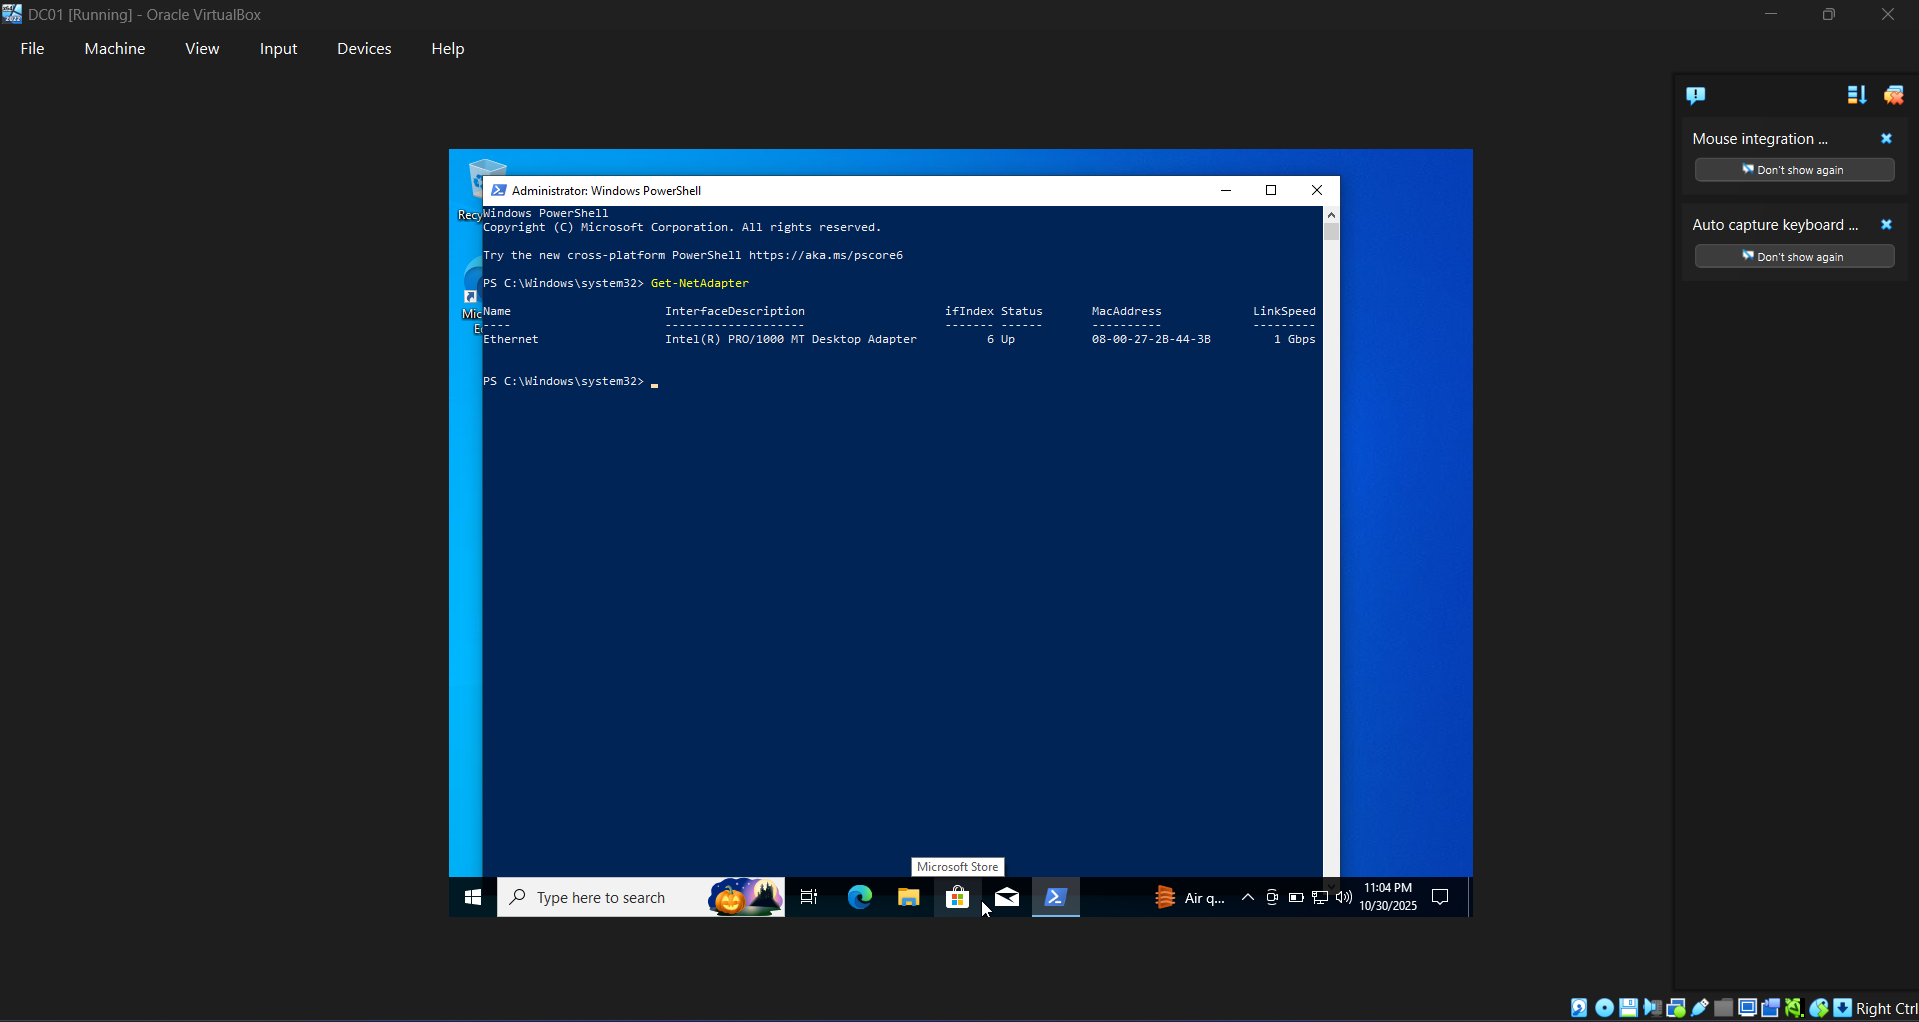 DC01 [Running] - Oracle VirtualBox
File Machine View Input Devices Help
Mouse integration ...
Don't show again
Auto capture keyboard ...
Don't show again
Administrator: Windows PowerShell
Windows PowerShell
Copyright (C) Microsoft Corporation. All rights reserved.
Try the new cross-platform PowerShell https://aka.ms/pscore6
PS C:\Windows\system32> Get-NetAdapter
Name InterfaceDescription ifIndex Status MacAddress LinkSpeed
---- -------------------- ------- ------ ---------- ---------
Ethernet Intel(R) PRO/1000 MT Desktop Adapter 6 Up 08-00-27-2B-44-3B 1 Gbps
PS C:\Windows\system32>
Recy
Mic
E
Microsoft Store
Type here to search
Air q...
11:04 PM
10/30/2025
Right Ctrl